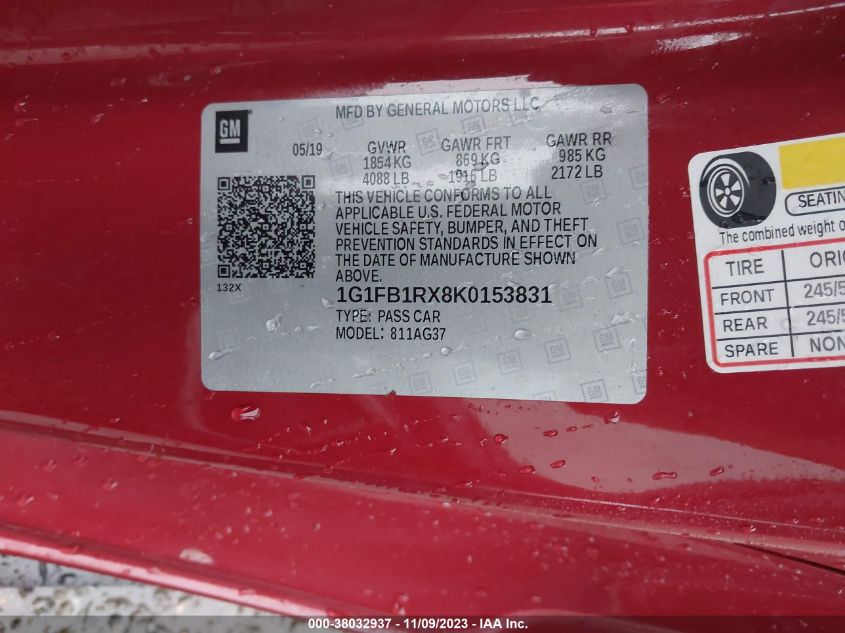 MFD BY GENERAL MOTORS LLC
GM
05/19 GVWR GAWR FRT GAWR RR
1854 KG 869 KG 985 KG
4088 LB 1916 LB 2172 LB
THIS VEHICLE CONFORMS TO ALL
APPLICABLE U.S. FEDERAL MOTOR
VEHICLE SAFETY, BUMPER, AND THEFT
PREVENTION STANDARDS IN EFFECT ON
THE DATE OF MANUFACTURE SHOWN
ABOVE.
132X
1G1FB1RX8K0153831
TYPE: PASS CAR
MODEL: 811AG37
SEATIN
The combined weight o
TIRE ORIG
FRONT 245/5
REAR 245/5
SPARE NON
000-38032937 - 11/09/2023 - IAA Inc.